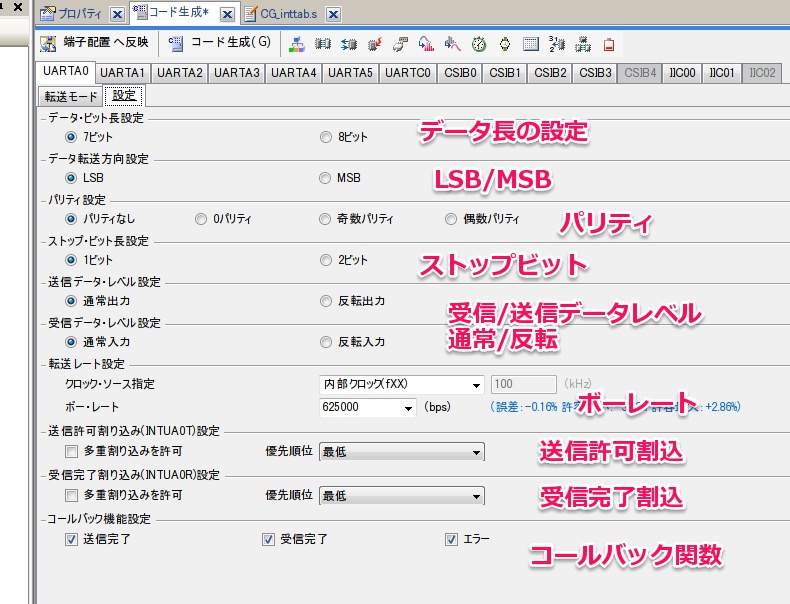 プロパティ コード生成* CG_inttab.s
端子配置へ反映 コード生成(G)
UARTA0 UARTA1 UARTA2 UARTA3 UARTA4 UARTA5 UARTC0 CSIB0 CSIB1 CSIB2 CSIB3 CSIB4 IIC00 IIC01 IIC02
転送モード 設定
データ・ビット長設定
7ビット 8ビット データ長の設定
データ転送方向設定
LSB MSB LSB/MSB
パリティ設定
パリティなし 0パリティ 奇数パリティ 偶数パリティ パリティ
ストップ・ビット長設定
1ビット 2ビット ストップビット
送信データ・レベル設定
通常出力 反転出力 受信/送信データレベル
受信データ・レベル設定
通常入力 反転入力 通常/反転
転送レート設定
クロック・ソース指定 内部クロック(fXX) 100 (kHz)
ボー・レート 625000 (bps) (誤差:-0.16% 許容 +2.86%) ボーレート
送信許可割り込み(INTUA0T)設定
多重割り込みを許可 優先順位 最低 送信許可割込
受信完了割り込み(INTUA0R)設定
多重割り込みを許可 優先順位 最低 受信完了割込
コールバック機能設定
送信完了 受信完了 エラー コールバック関数